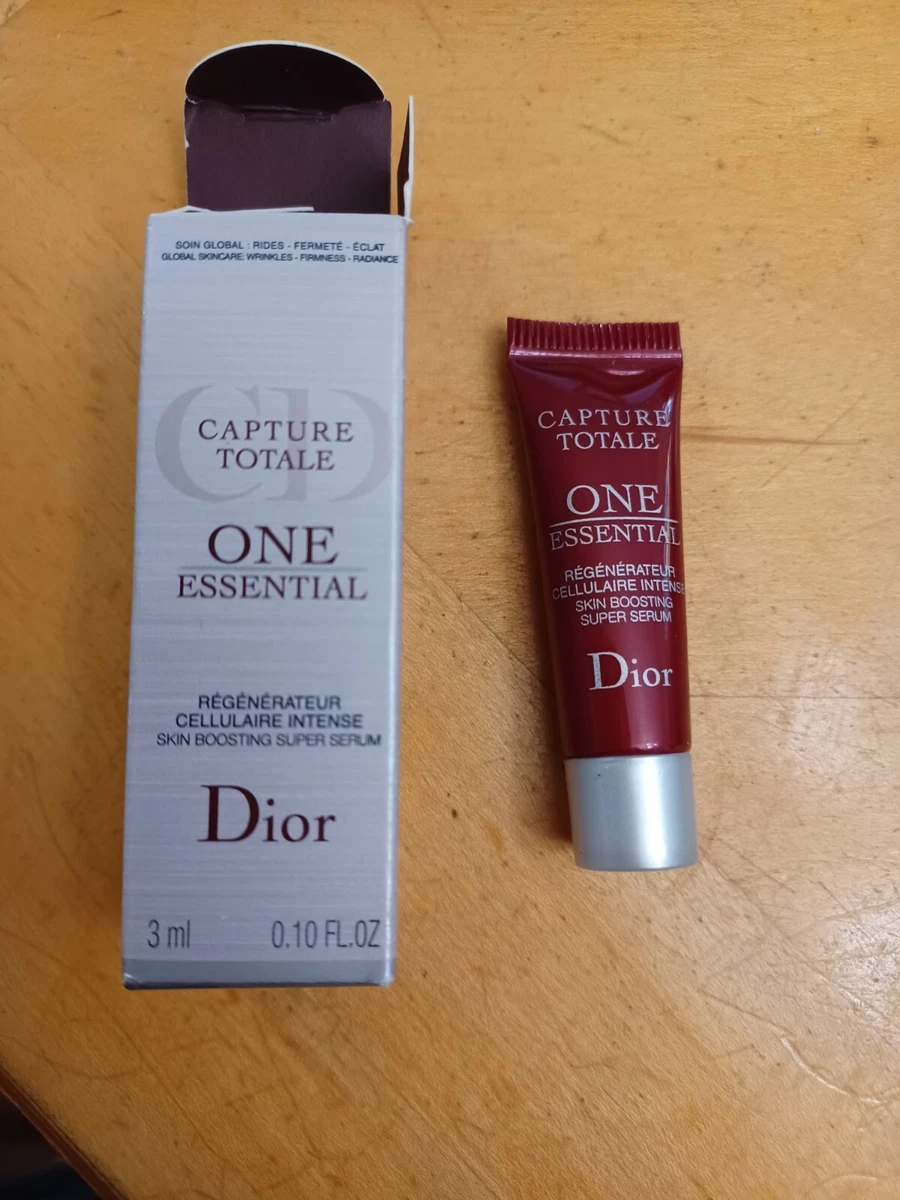 SOIN GLOBAL : RIDES - FERMETÉ - ÉCLAT
GLOBAL SKINCARE: WRINKLES - FIRMNESS - RADIANCE
CD
CAPTURE
TOTALE
ONE
ESSENTIAL
RÉGÉNÉRATEUR
CELLULAIRE INTENSE
SKIN BOOSTING SUPER SERUM
Dior
3 ml 0.10 FL.OZ
CAPTURE
TOTALE
ONE
ESSENTIAL
RÉGÉNÉRATEUR
CELLULAIRE INTENSE
SKIN BOOSTING
SUPER SERUM
Dior